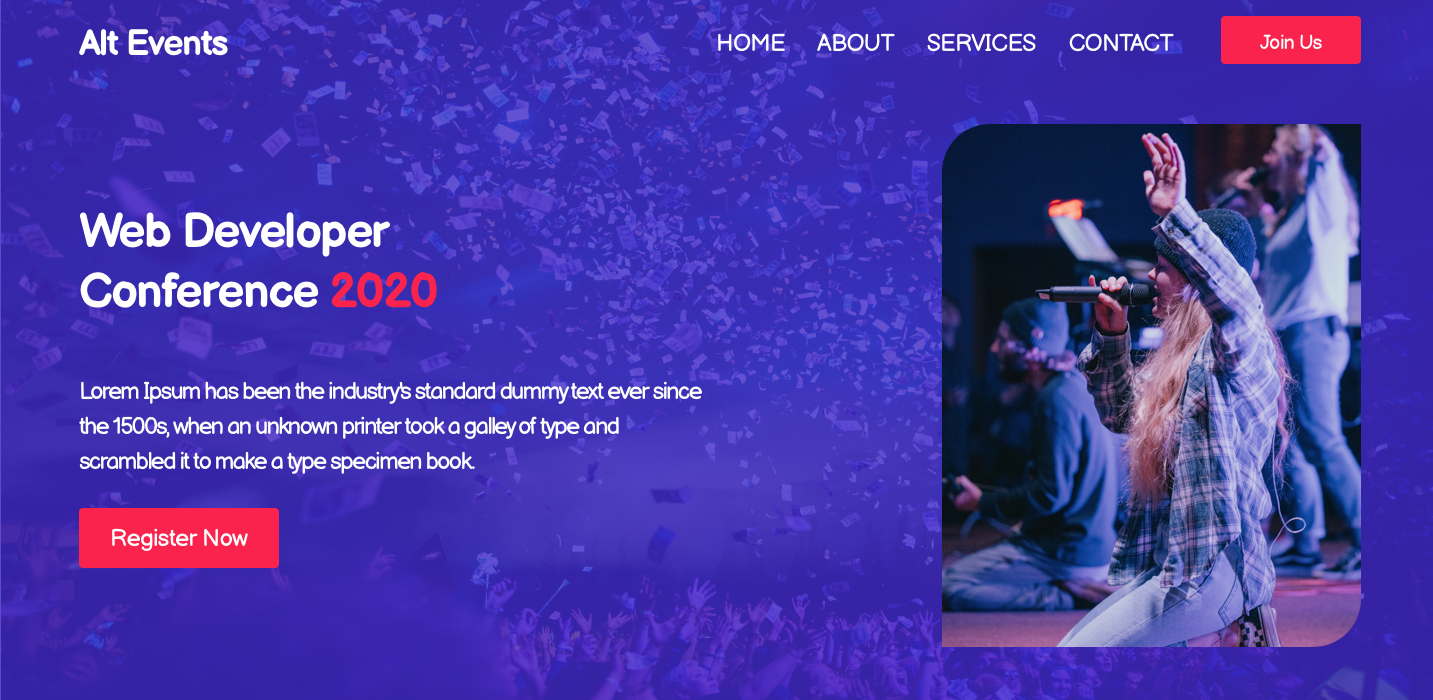 Alt Events
HOME ABOUT SERVICES CONTACT Join Us
Web Developer
Conference 2020
Lorem Ipsum has been the industry's standard dummy text ever since
the 1500s, when an unknown printer took a galley of type and
scrambled it to make a type specimen book.
Register Now